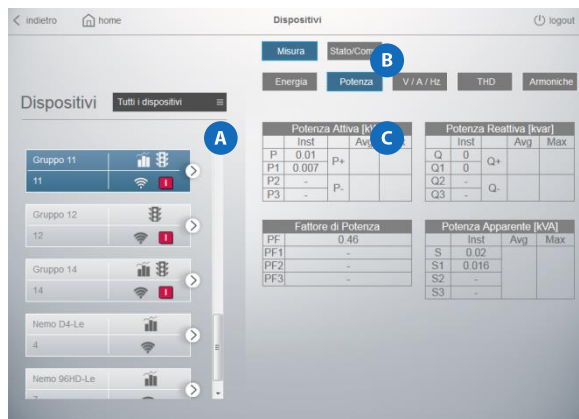 indietro home Dispositivi logout
Misura Stato/Com
B
Energia Potenza V / A / Hz THD Armoniche
Dispositivi Tutti i dispositivi
A
C
Gruppo 11
11 I
Gruppo 12
12 I
Gruppo 14
14 I
Nemo D4-Le
4
Nemo 96HD-Le
Potenza Attiva [k
Inst Avg
P 0.01 P+
P1 0.007
P2 - P-
P3 -
Potenza Reattiva [kvar]
Inst Avg Max
Q 0 Q+
Q1 0
Q2 - Q-
Q3 -
Fattore di Potenza
PF 0.46
PF1 -
PF2 -
PF3 -
Potenza Apparente [kVA]
Inst Avg Max
S 0.02
S1 0.016
S2 -
S3 -